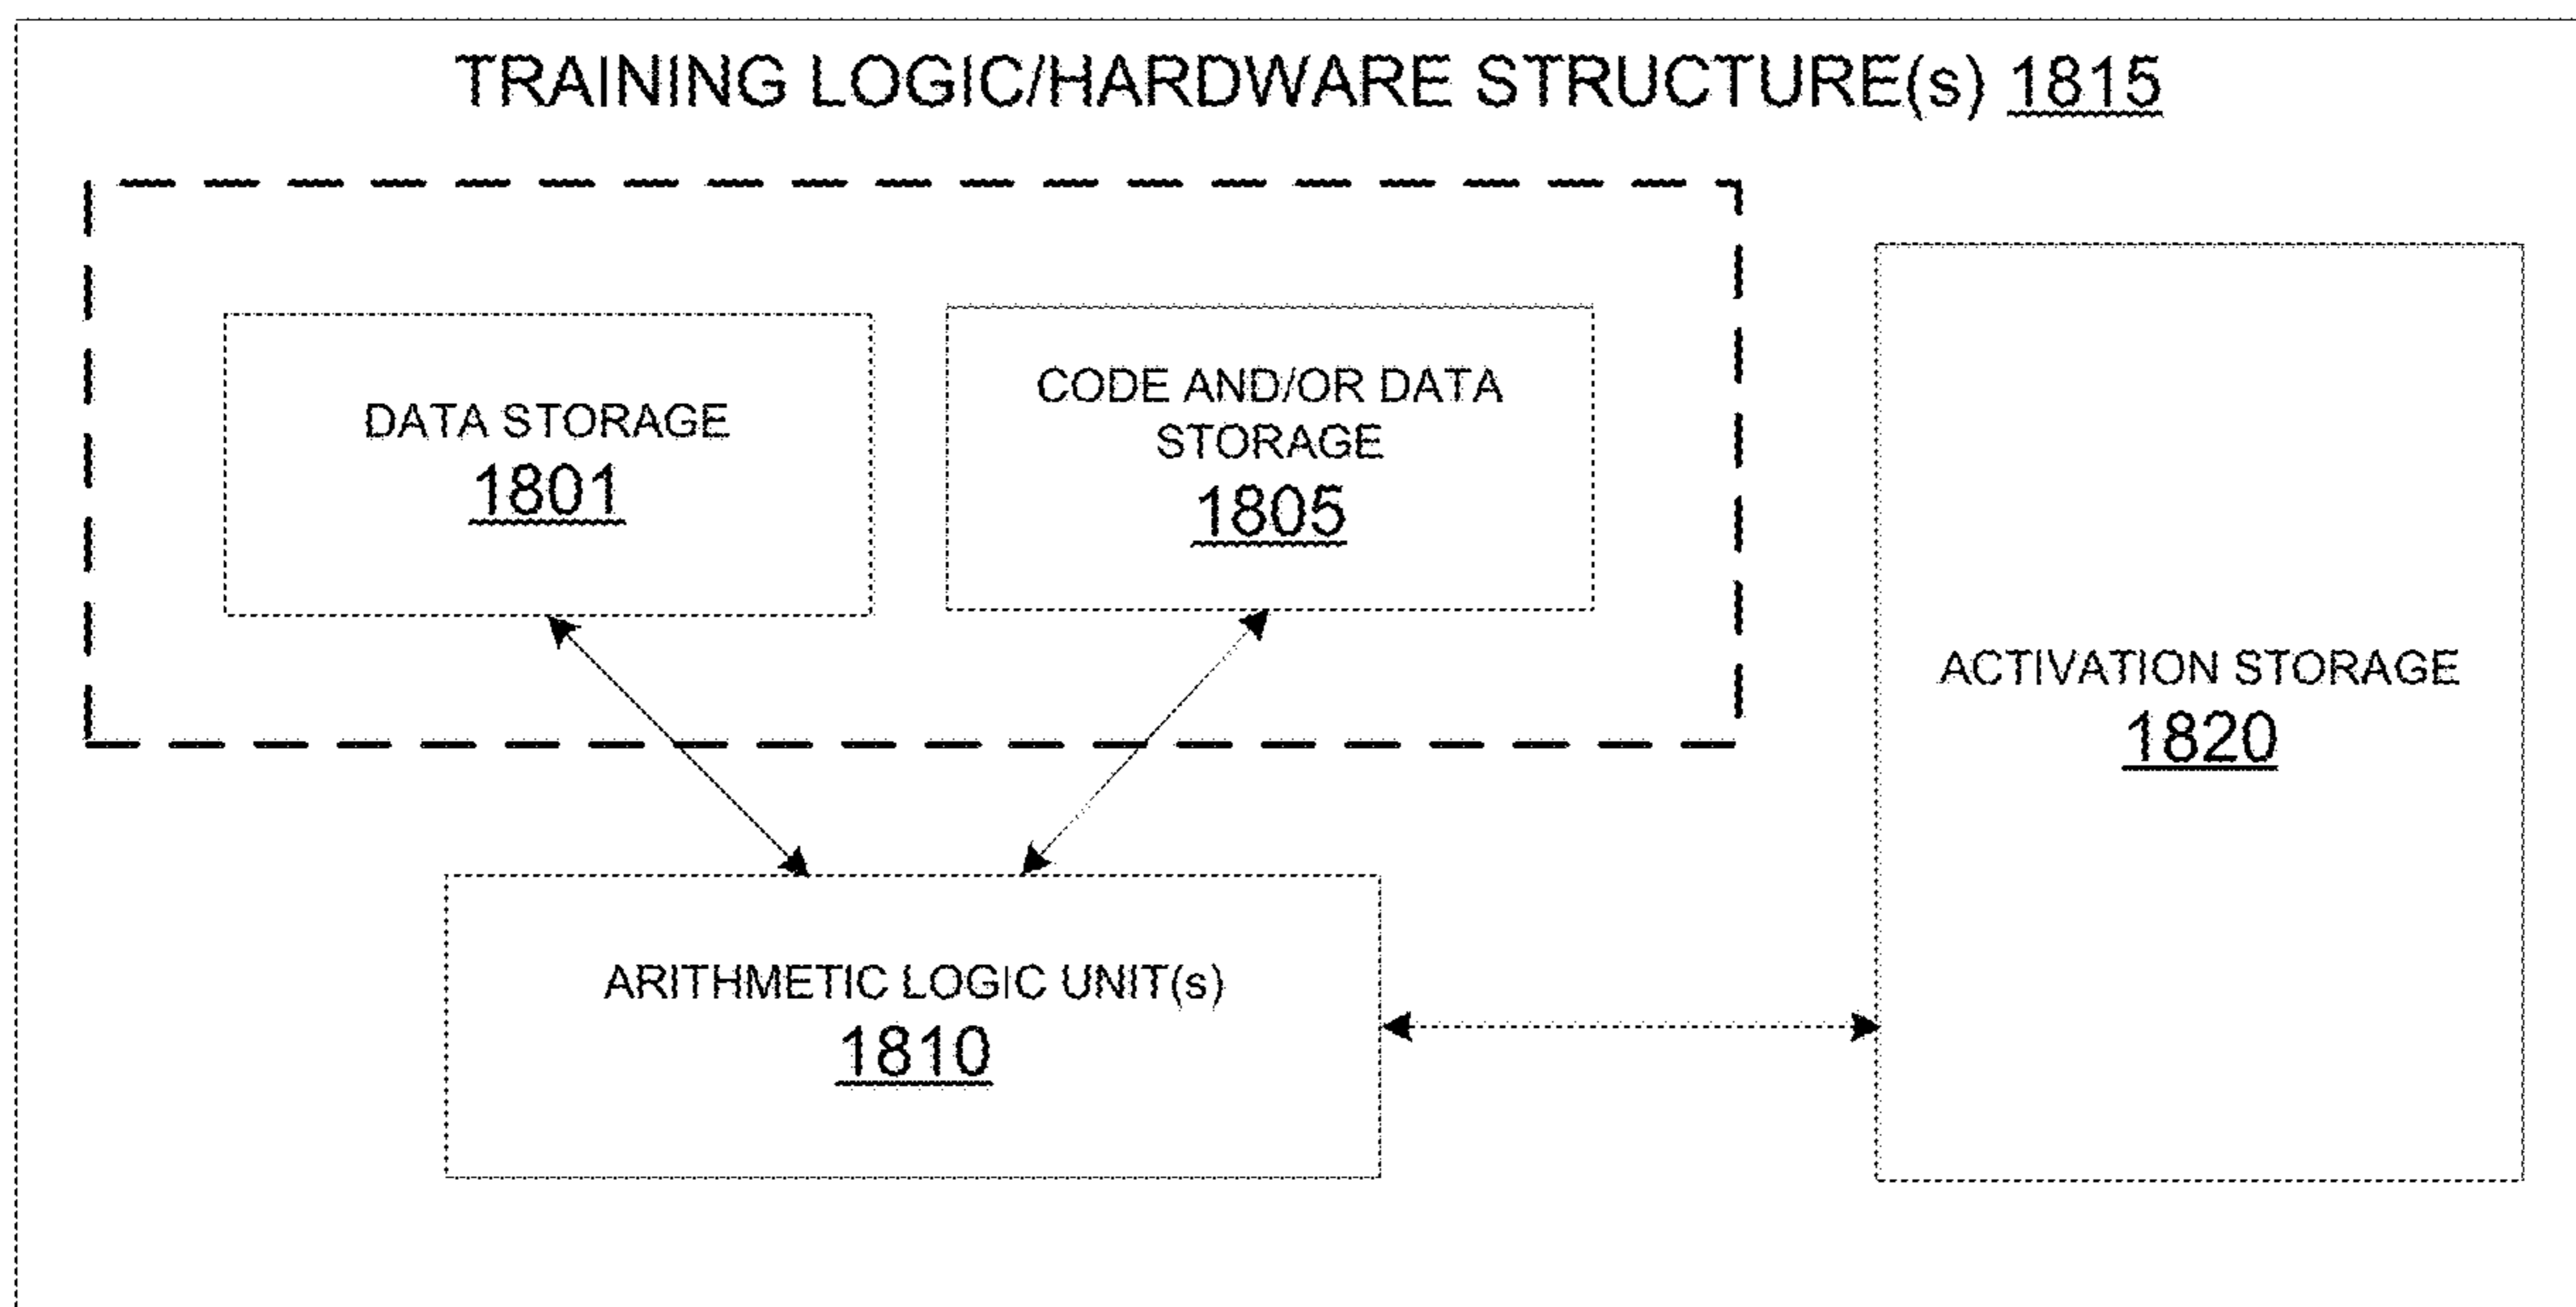 TRAINING LOGIC/HARDWARE STRUCTURE(s) 1815
DATA STORAGE
1801
CODE AND/OR DATA
STORAGE
1805
ACTIVATION STORAGE
1820
ARITHMETIC LOGIC UNIT(s)
1810